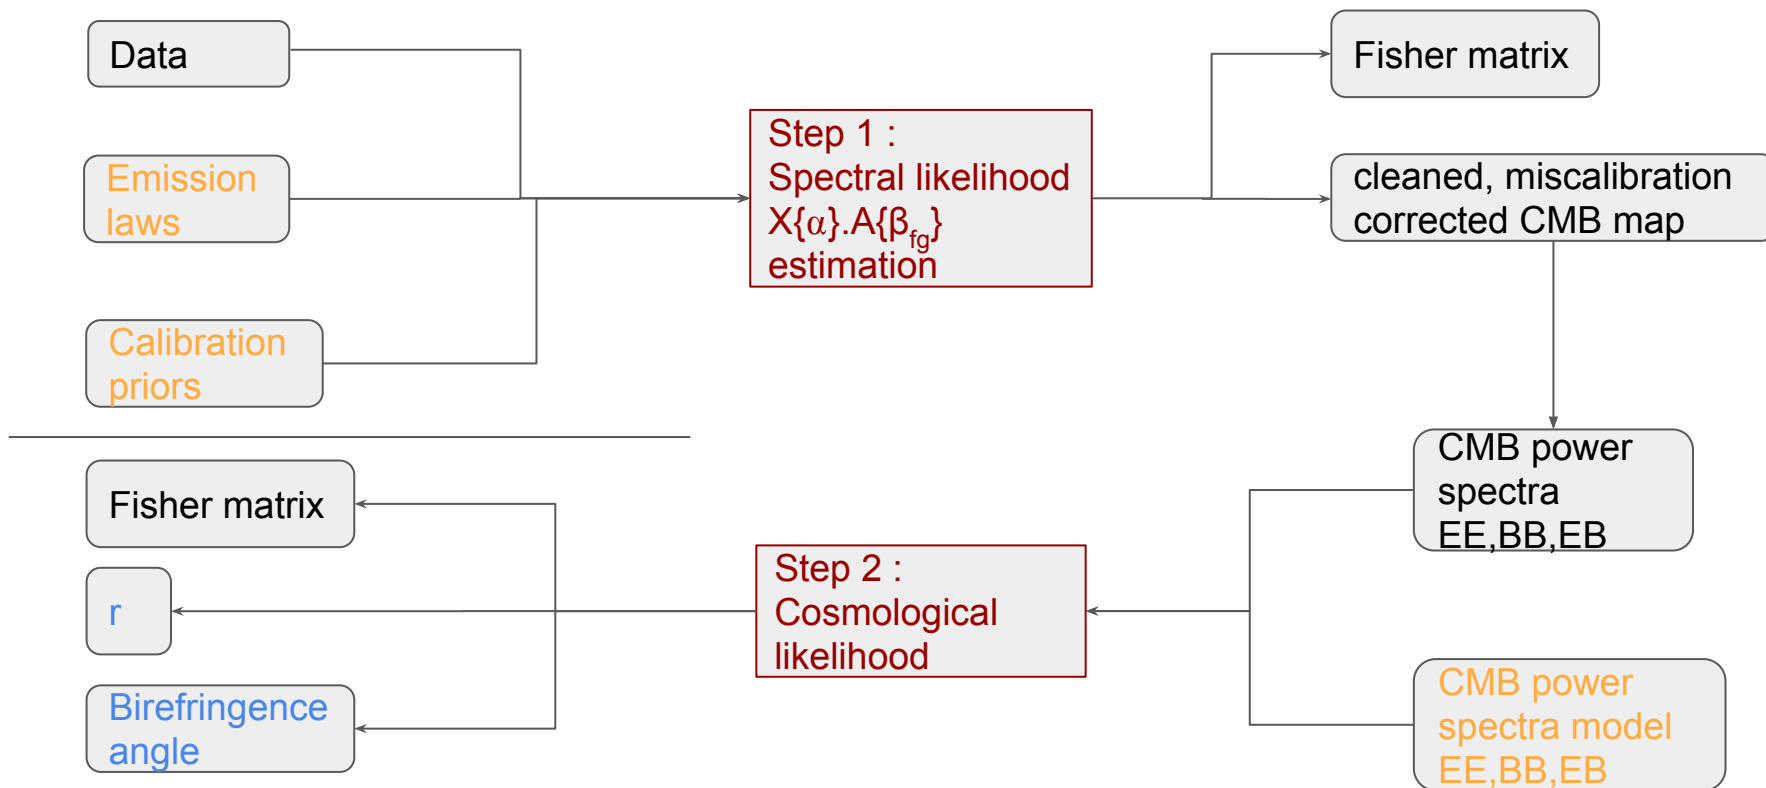 Data
Emission
laws
Calibration
priors
Step 1 :
Spectral likelihood
X{α}.A{β_fg}
estimation
Fisher matrix
cleaned, miscalibration
corrected CMB map
CMB power
spectra
EE,BB,EB
CMB power
spectra model
EE,BB,EB
Step 2 :
Cosmological
likelihood
Fisher matrix
r
Birefringence
angle